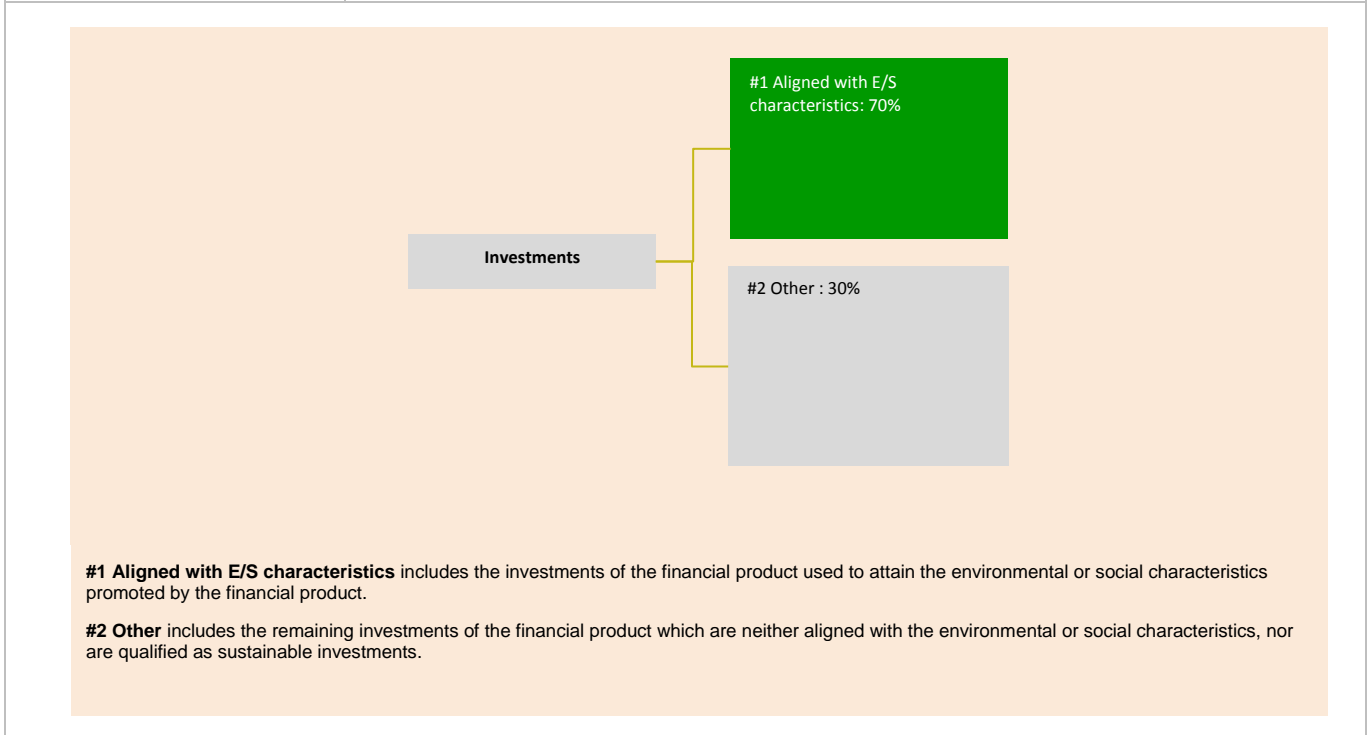 #1 Aligned with E/S
characteristics: 70%
Investments
#2 Other : 30%
#1 Aligned with E/S characteristics includes the investments of the financial product used to attain the environmental or social characteristics
promoted by the financial product.
#2 Other includes the remaining investments of the financial product which are neither aligned with the environmental or social characteristics, nor
are qualified as sustainable investments.